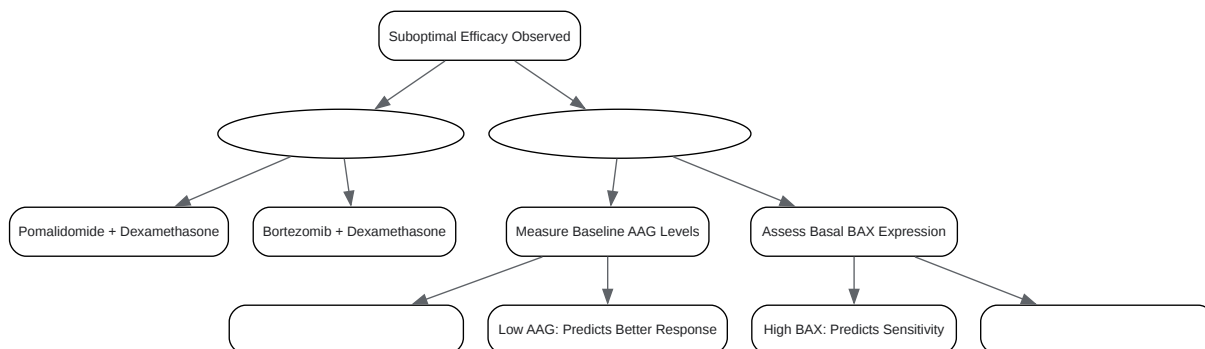 Suboptimal Efficacy Observed
Pomalidomide + Dexamethasone
Bortezomib + Dexamethasone
Measure Baseline AAG Levels
Assess Basal BAX Expression
Low AAG: Predicts Better Response
High BAX: Predicts Sensitivity